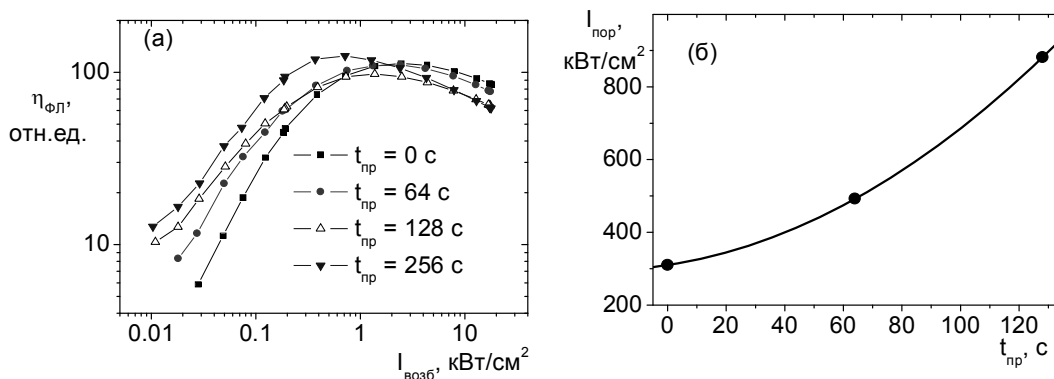 (а)
100
10
η_ФЛ,
отн.ед.
t_пр = 0 с
t_пр = 64 с
t_пр = 128 с
t_пр = 256 с
0.01 0.1 1 10
I_возб, кВт/см²
I_пор,
кВт/см²
(б)
800
600
400
200
0 20 40 60 80 100 120
t_пр, с